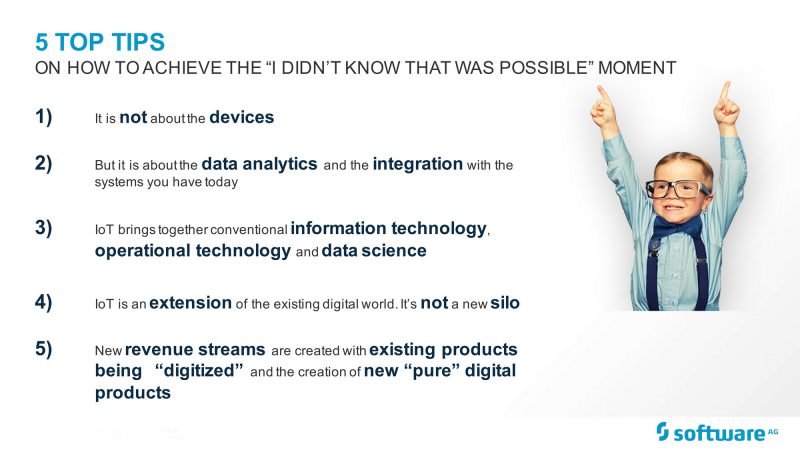 5 TOP TIPS
ON HOW TO ACHIEVE THE “I DIDN’T KNOW THAT WAS POSSIBLE” MOMENT
1) It is not about the devices
2) But it is about the data analytics and the integration with the
systems you have today
3) IoT brings together conventional information technology,
operational technology and data science
4) IoT is an extension of the existing digital world. It’s not a new silo
5) New revenue streams are created with existing products
being “digitized” and the creation of new “pure” digital
products
software AG